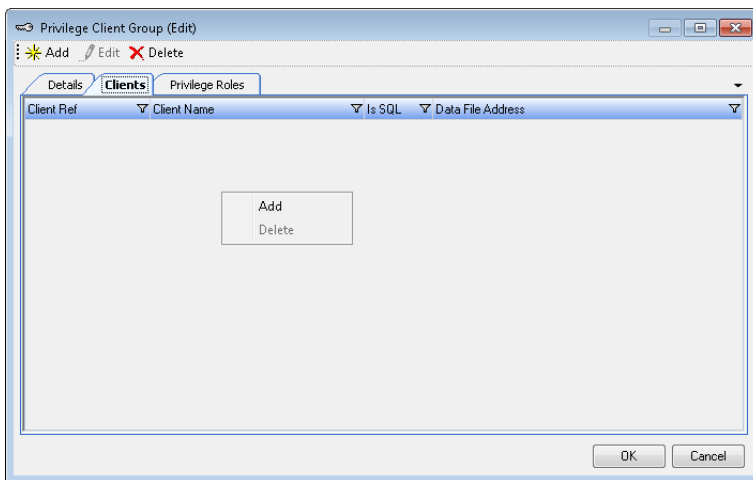 Privilege Client Group (Edit)
Add Edit Delete
Details Clients Privilege Roles
Client Ref Client Name Is SQL Data File Address
Add
Delete
OK Cancel